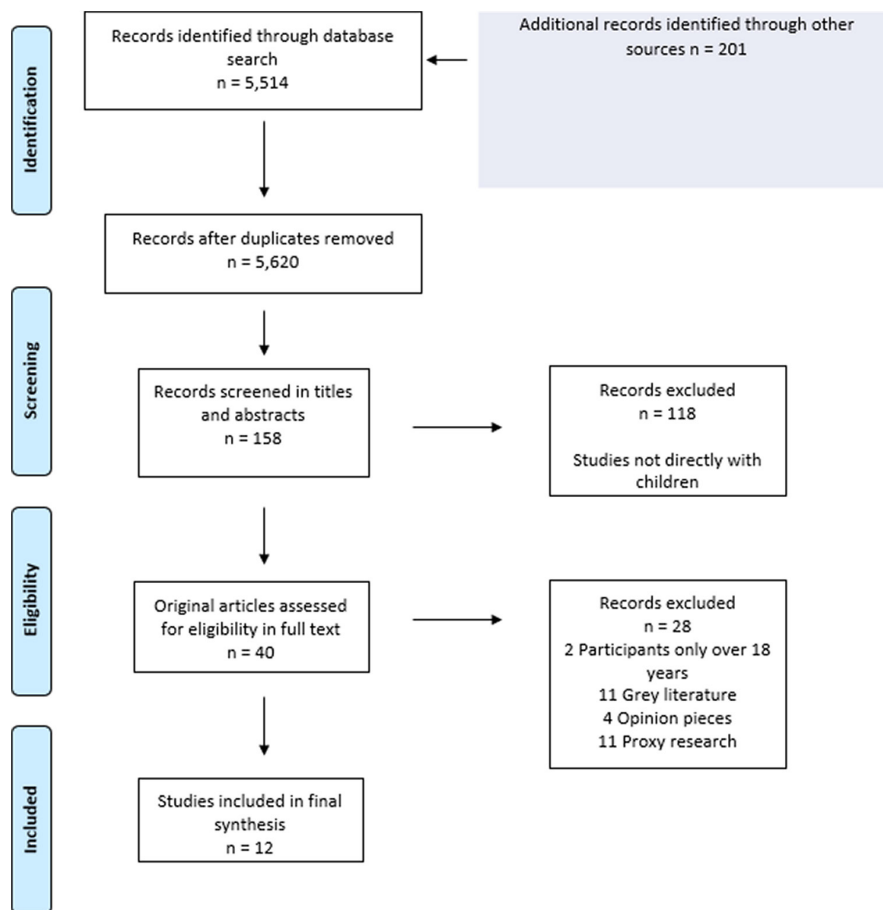 Identification
Records identified through database
search
n = 5,514
Additional records identified through other
sources n = 201
Records after duplicates removed
n = 5,620
Screening
Records screened in titles
and abstracts
n = 158
Records excluded
n = 118
Studies not directly with
children
Eligibility
Original articles assessed
for eligibility in full text
n = 40
Records excluded
n = 28
2 Participants only over 18
years
11 Grey literature
4 Opinion pieces
11 Proxy research
Included
Studies included in final
synthesis
n = 12